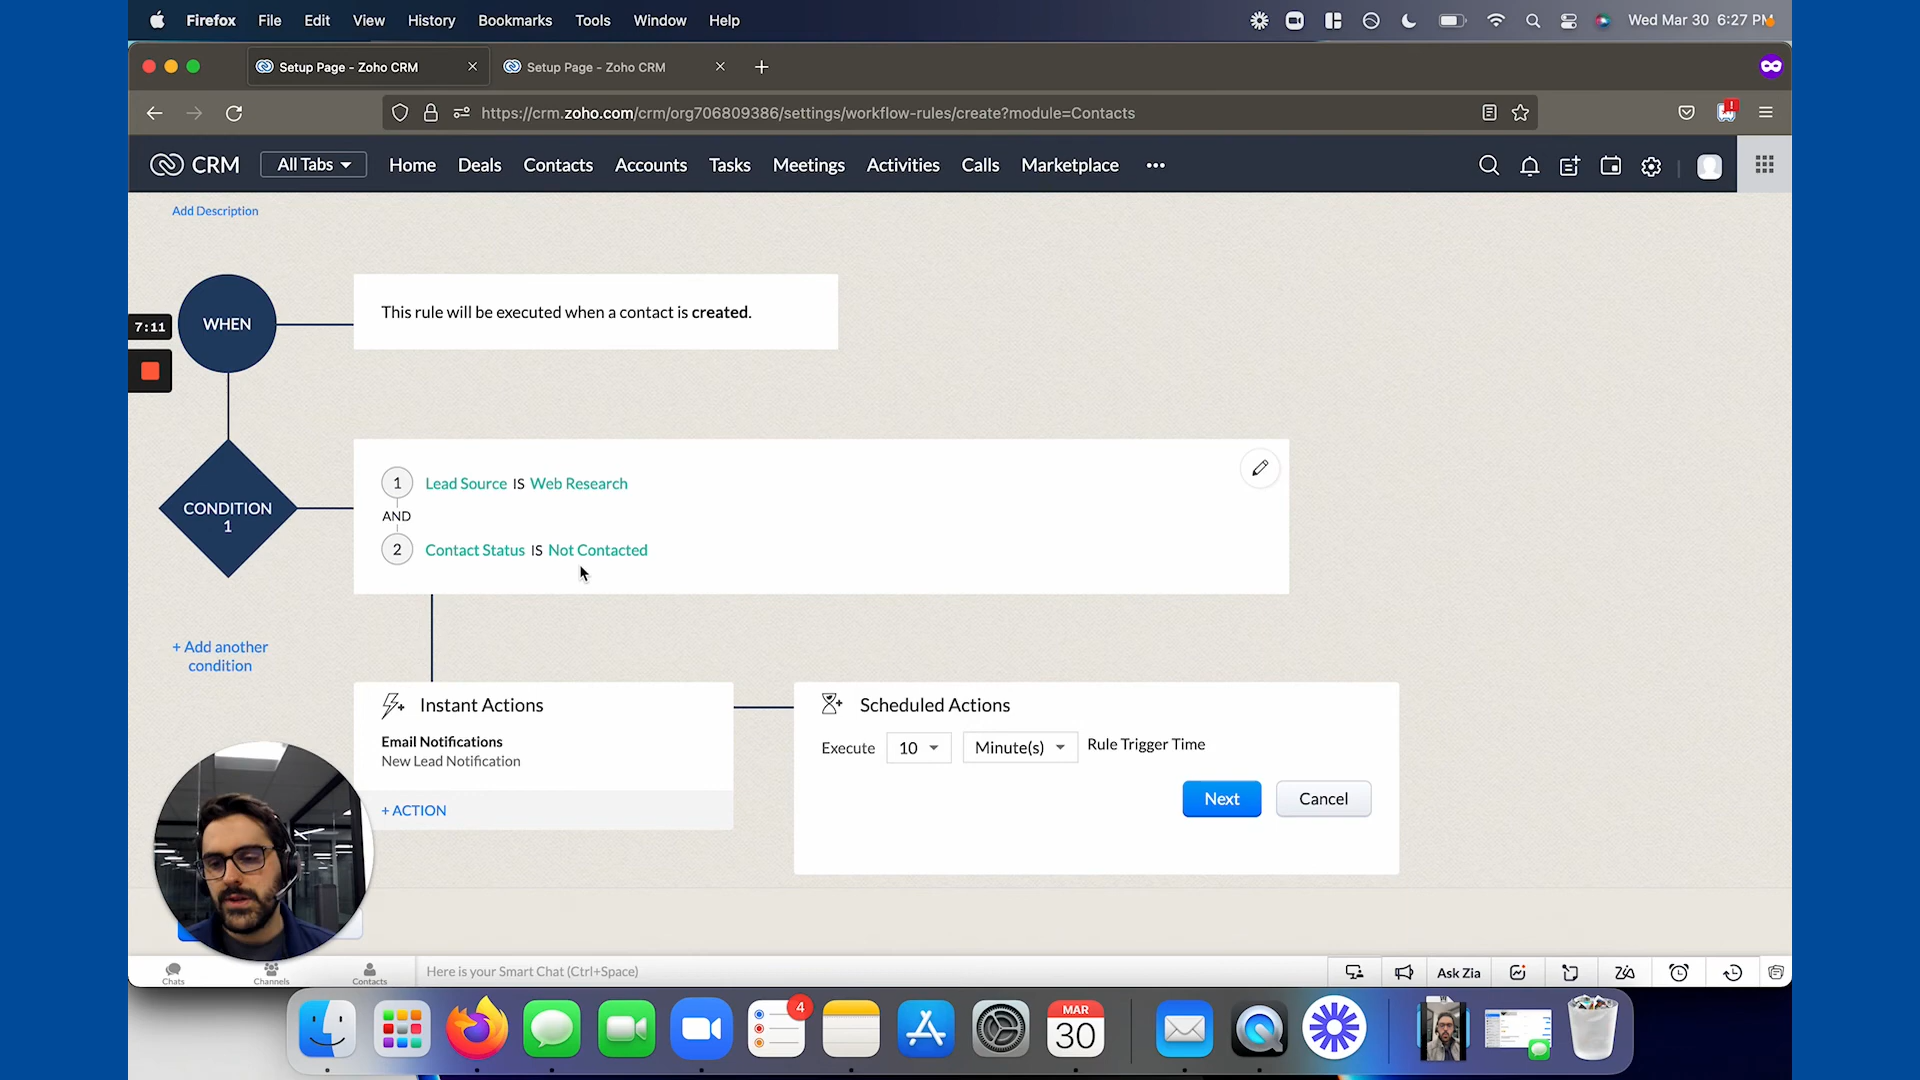 Firefox File Edit View History Bookmarks Tools Window Help Wed Mar 30 6:27 PM
Setup Page - Zoho CRM Setup Page - Zoho CRM
https://crm.zoho.com/crm/org706809386/settings/workflow-rules/create?module=Contacts
CRM All Tabs Home Deals Contacts Accounts Tasks Meetings Activities Calls Marketplace
Add Description
WHEN
This rule will be executed when a contact is created.
7:11
CONDITION
1
1 Lead Source IS Web Research
AND
2 Contact Status IS Not Contacted
+ Add another
condition
Instant Actions
Email Notifications
New Lead Notification
+ ACTION
Scheduled Actions
Execute 10 Minute(s) Rule Trigger Time
Next Cancel
Chats Channels Contacts Here is your Smart Chat (Ctrl+Space) Ask Zia
4
MAR
30